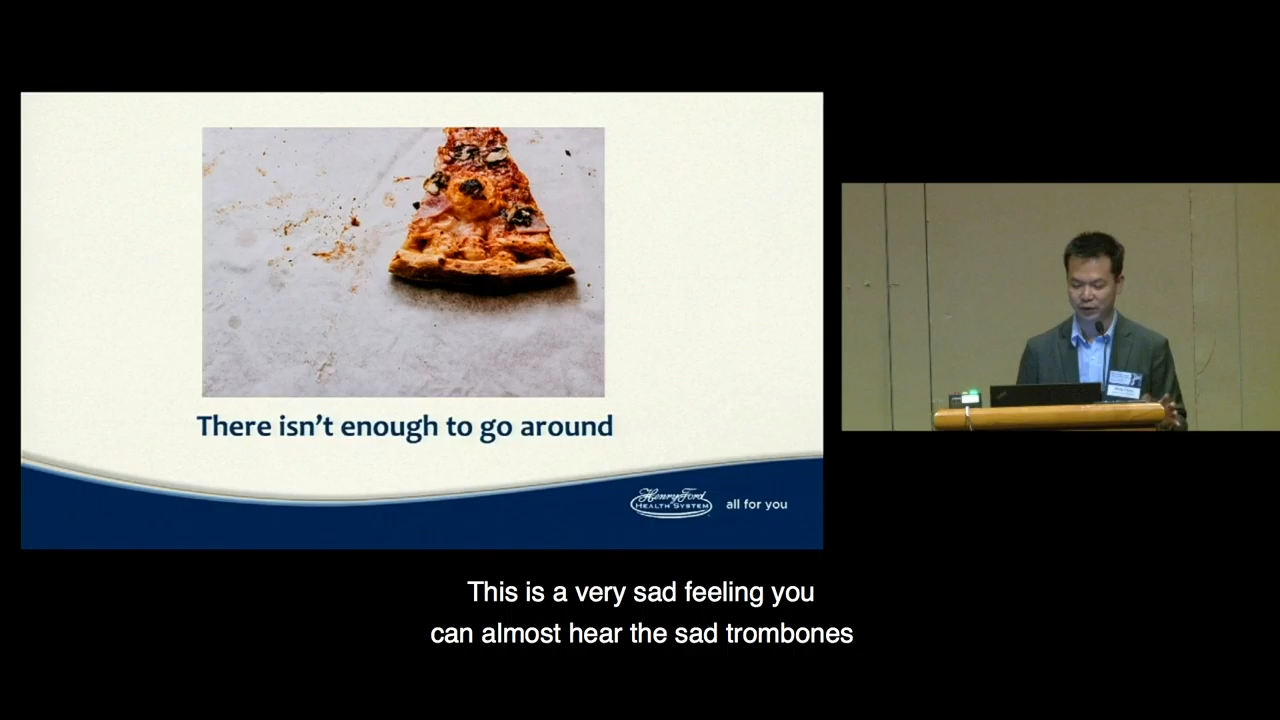 There isn't enough to go around
Henry Ford
HEALTH SYSTEM
all for you
This is a very sad feeling you
can almost hear the sad trombones